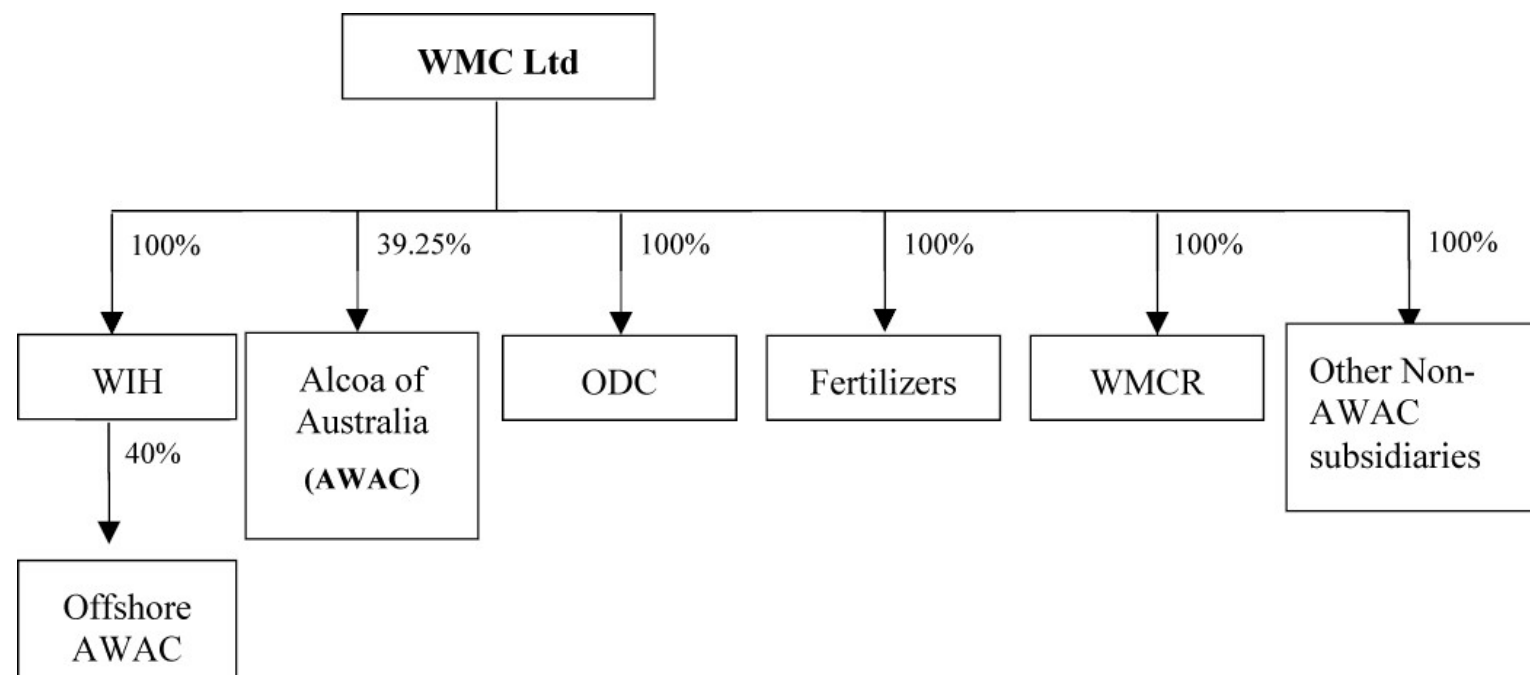 WMC Ltd
100%
39.25%
100%
100%
100%
100%
WIH
Alcoa of
Australia
(AWAC)
ODC
Fertilizers
WMCR
Other Non-
AWAC
subsidiaries
40%
Offshore
AWAC